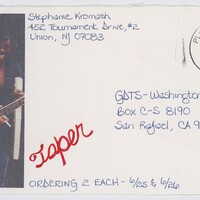 Stephanie Kromash
452 Tournament Drive, #2
Union, NJ 07083
GDTS-Washington
Box C-S 8190
San Rafael, CA 9
Taper
ORDERING 2 EACH - 6/25 & 6/26